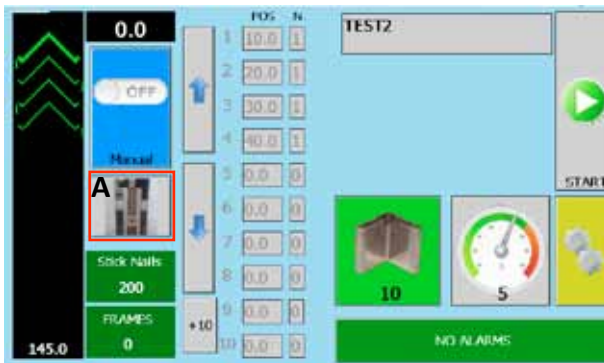 0.0
OFF
Manual
A
Stick Nails
200
FRAMES
0
145.0
+10
POS N.
1 10.0 1
2 20.0 1
3 30.0 1
4 40.0 1
5 0.0 0
6 0.0 0
7 0.0 0
8 0.0 0
9 0.0 0
10 0.0 0
TEST2
START
10
5
NO ALARMS